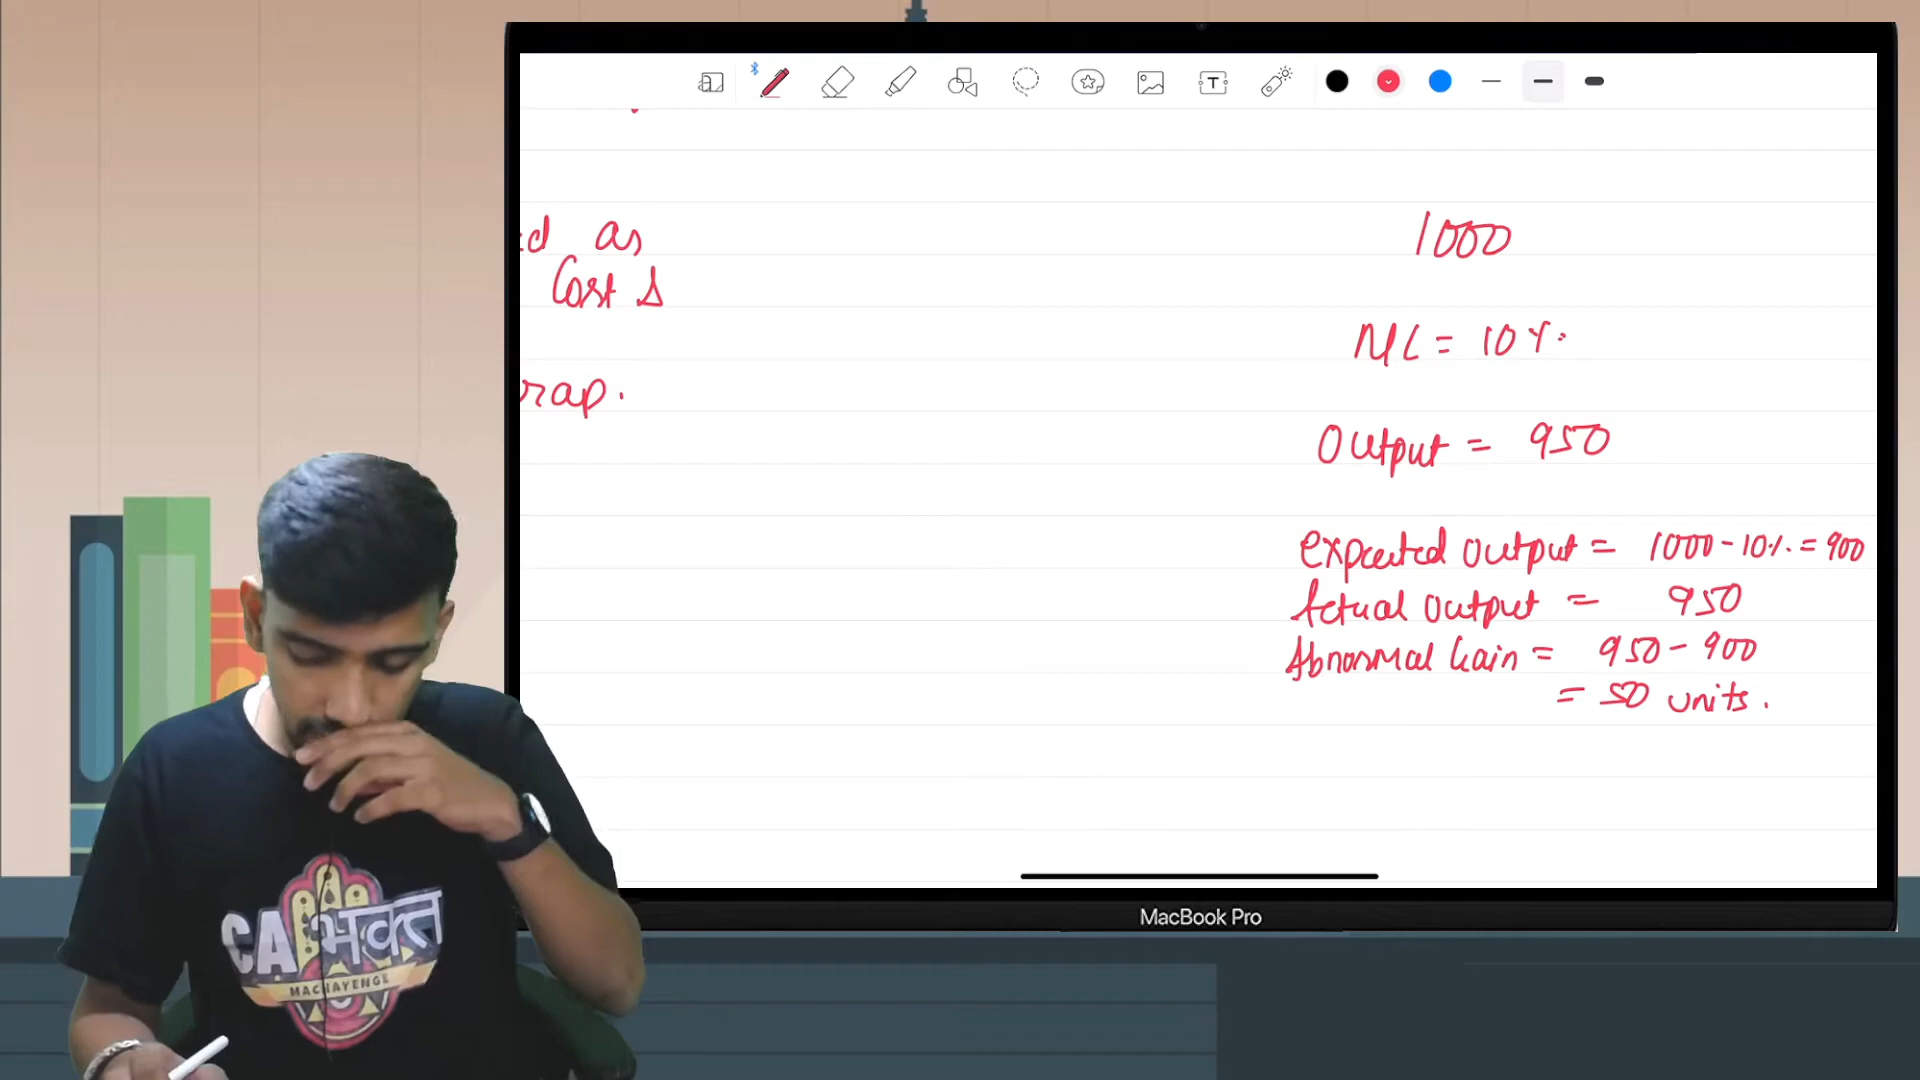 1000
NL = 10%
Output = 950
Expected output = 1000 - 10% = 900
Actual output = 950
Abnormal Gain = 950 - 900
= 50 units.
as
Cost &
rap.
MacBook Pro
CA भक्त
MACHAYENGE